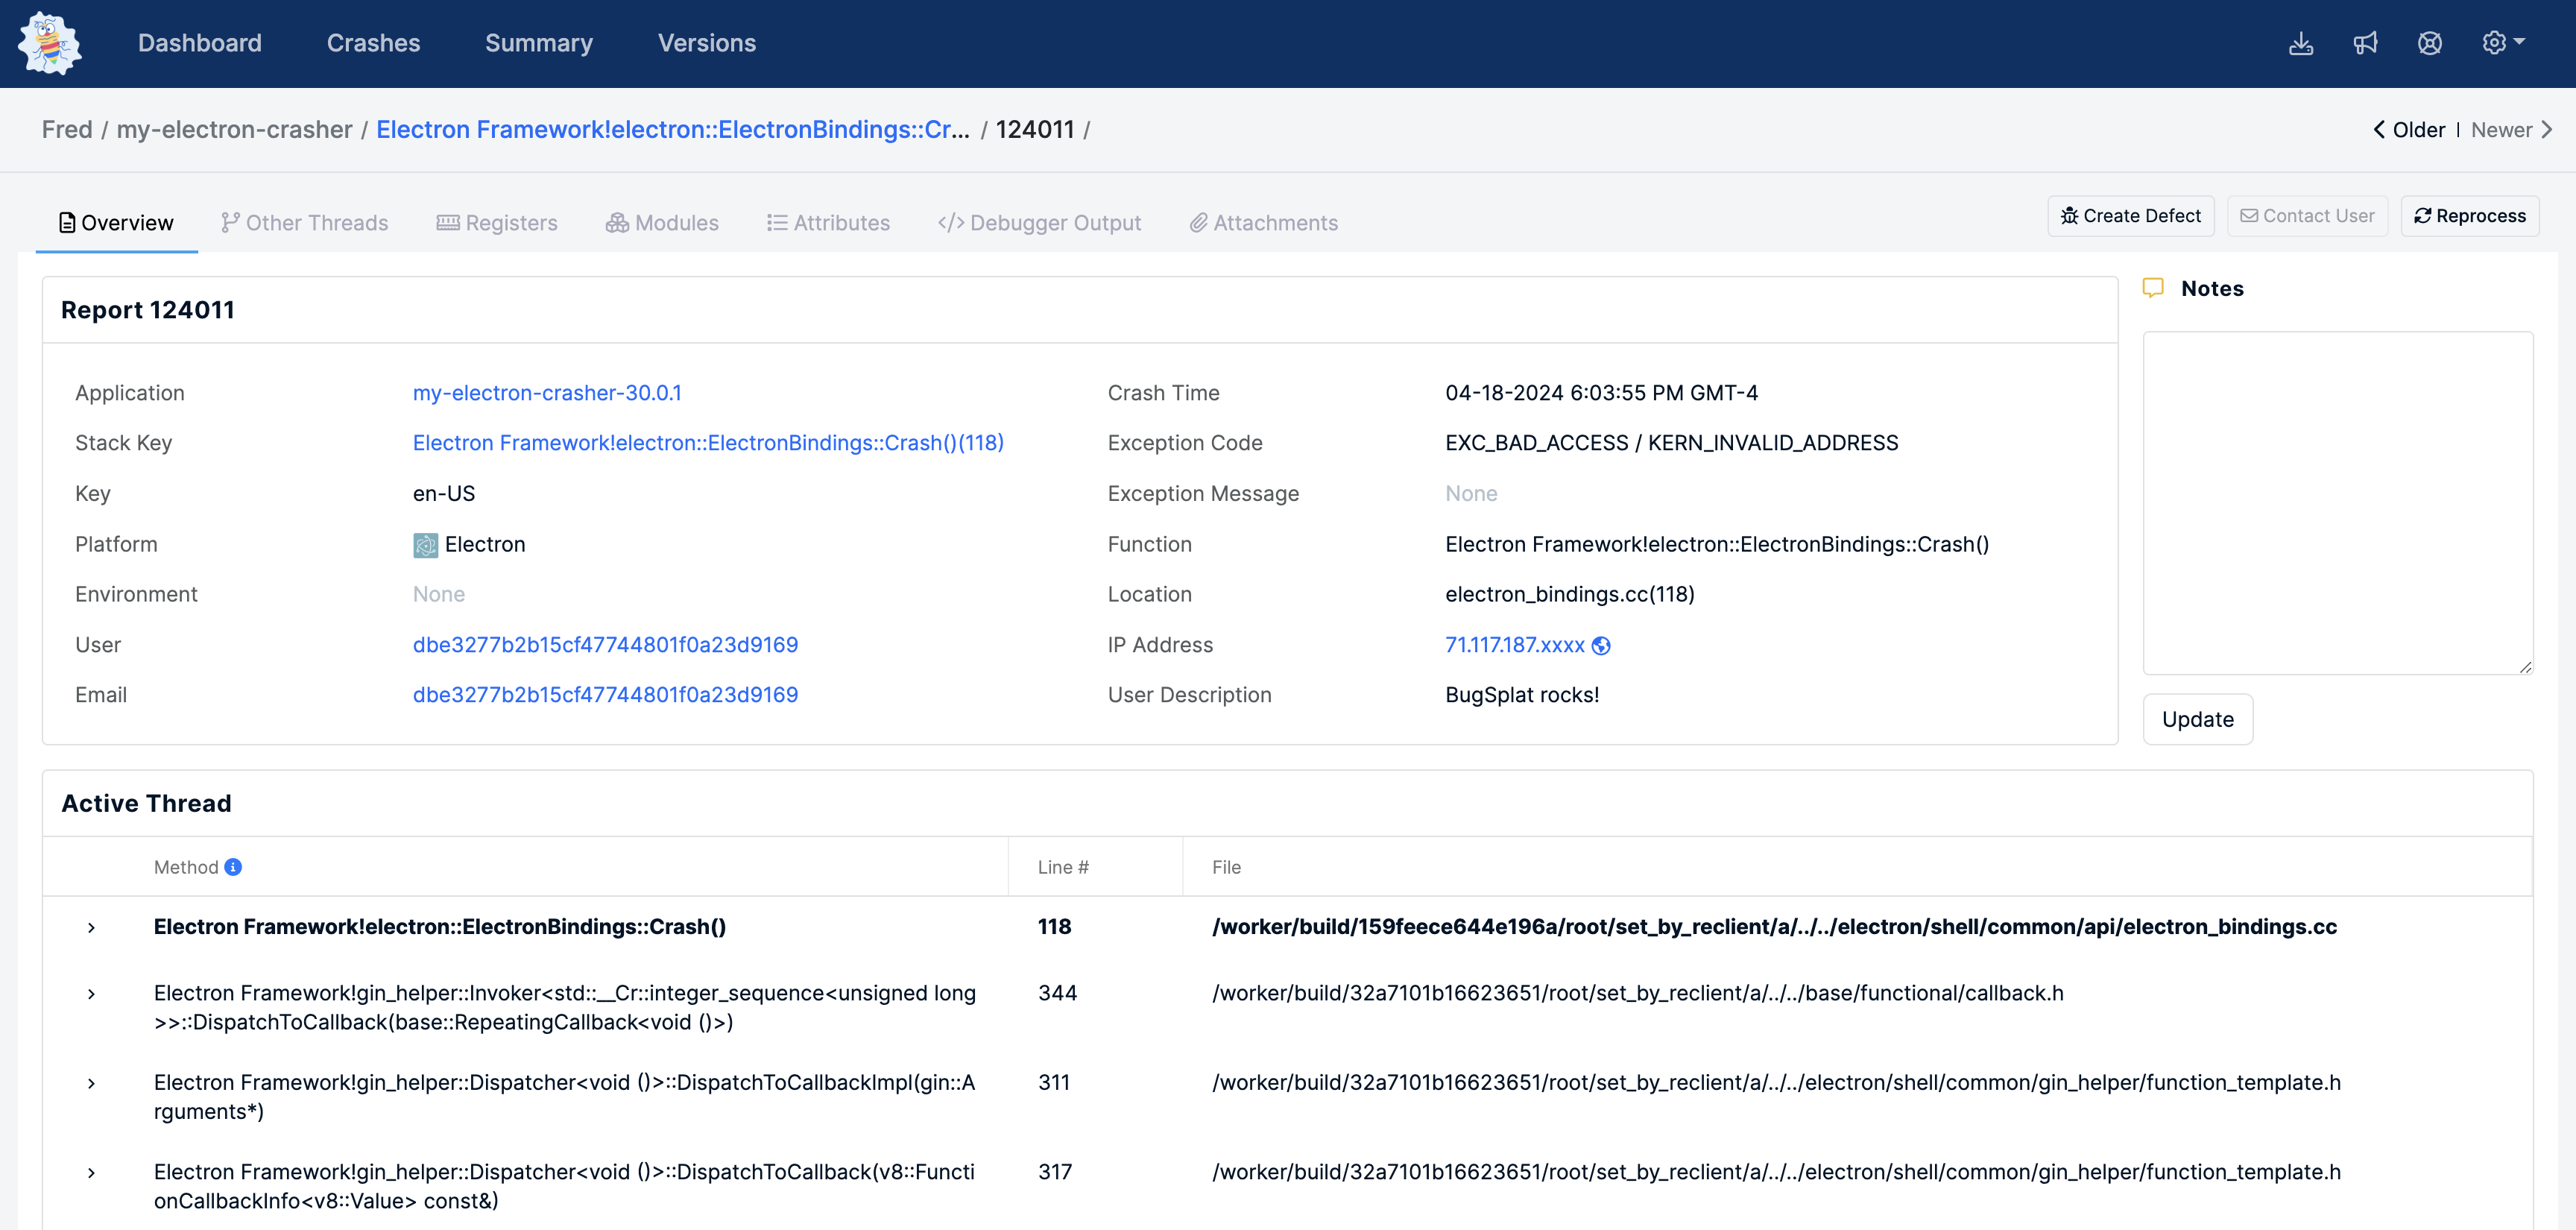 Dashboard Crashes Summary Versions
Fred / my-electron-crasher / Electron Framework!electron::ElectronBindings::Cr... / 124011 /
Older | Newer
Overview Other Threads Registers Modules Attributes </> Debugger Output Attachments
Create Defect Contact User Reprocess
Report 124011
Application my-electron-crasher-30.0.1
Stack Key Electron Framework!electron::ElectronBindings::Crash()(118)
Key en-US
Platform Electron
Environment None
User dbe3277b2b15cf47744801f0a23d9169
Email dbe3277b2b15cf47744801f0a23d9169
Crash Time 04-18-2024 6:03:55 PM GMT-4
Exception Code EXC_BAD_ACCESS / KERN_INVALID_ADDRESS
Exception Message None
Function Electron Framework!electron::ElectronBindings::Crash()
Location electron_bindings.cc(118)
IP Address 71.117.187.xxxx
User Description BugSplat rocks!
Notes
Update
Active Thread
Method Line # File
Electron Framework!electron::ElectronBindings::Crash() 118 /worker/build/159feece644e196a/root/set_by_reclient/a/../../electron/shell/common/api/electron_bindings.cc
Electron Framework!gin_helper::Invoker<std::__Cr::integer_sequence<unsigned long 344 /worker/build/32a7101b16623651/root/set_by_reclient/a/../../base/functional/callback.h
>>::DispatchToCallback(base::RepeatingCallback<void ()>)
Electron Framework!gin_helper::Dispatcher<void ()>::DispatchToCallbackImpl(gin::A 311 /worker/build/32a7101b16623651/root/set_by_reclient/a/../../electron/shell/common/gin_helper/function_template.h
rguments*)
Electron Framework!gin_helper::Dispatcher<void ()>::DispatchToCallback(v8::Functi 317 /worker/build/32a7101b16623651/root/set_by_reclient/a/../../electron/shell/common/gin_helper/function_template.h
onCallbackInfo<v8::Value> const&)